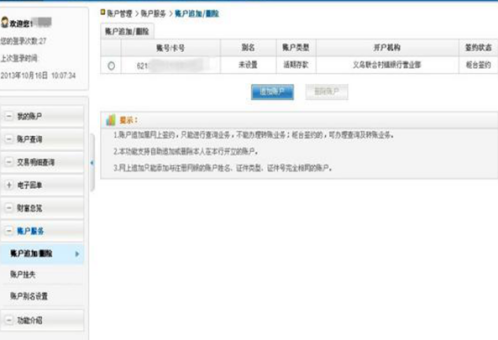 欢迎您!
您的登录次数:27
上次登录时间:
2013年10月16日 10:07:34
我的账户
账户查询
交易明细查询
电子回单
财富总览
账户服务
账户追加/删除
账户挂失
账户别名设置
功能介绍
账户管理 > 账户服务 > 账户追加/删除
账户追加/删除
账号/卡号 别名 账户类型 开户机构 签约状态
621 未设置 活期存款 义乌联合村镇银行营业部 柜台签约
追加账户 删除账户
提示:
1.账户追加是网上签约,只能进行查询业务,不能办理转账业务;柜台签约的,可办理查询及转账业务。
2.本功能支持自助追加或删除本人在本行开立的账户。
3.网上追加只能添加与注册网银的账户姓名、证件类型、证件号完全相同的账户。